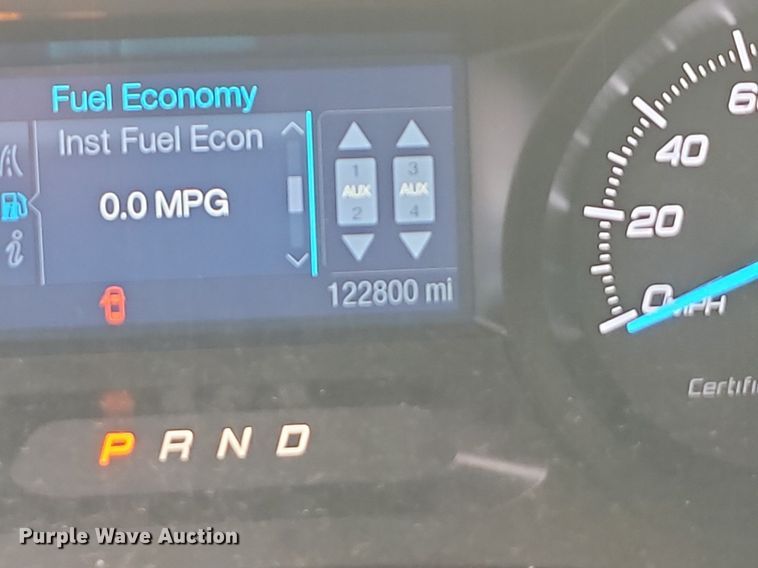 Fuel Economy
Inst Fuel Econ
0.0 MPG
1 3
AUX AUX
2 4
122800 mi
40
20
0 MPH
P R N D
Purple Wave Auction